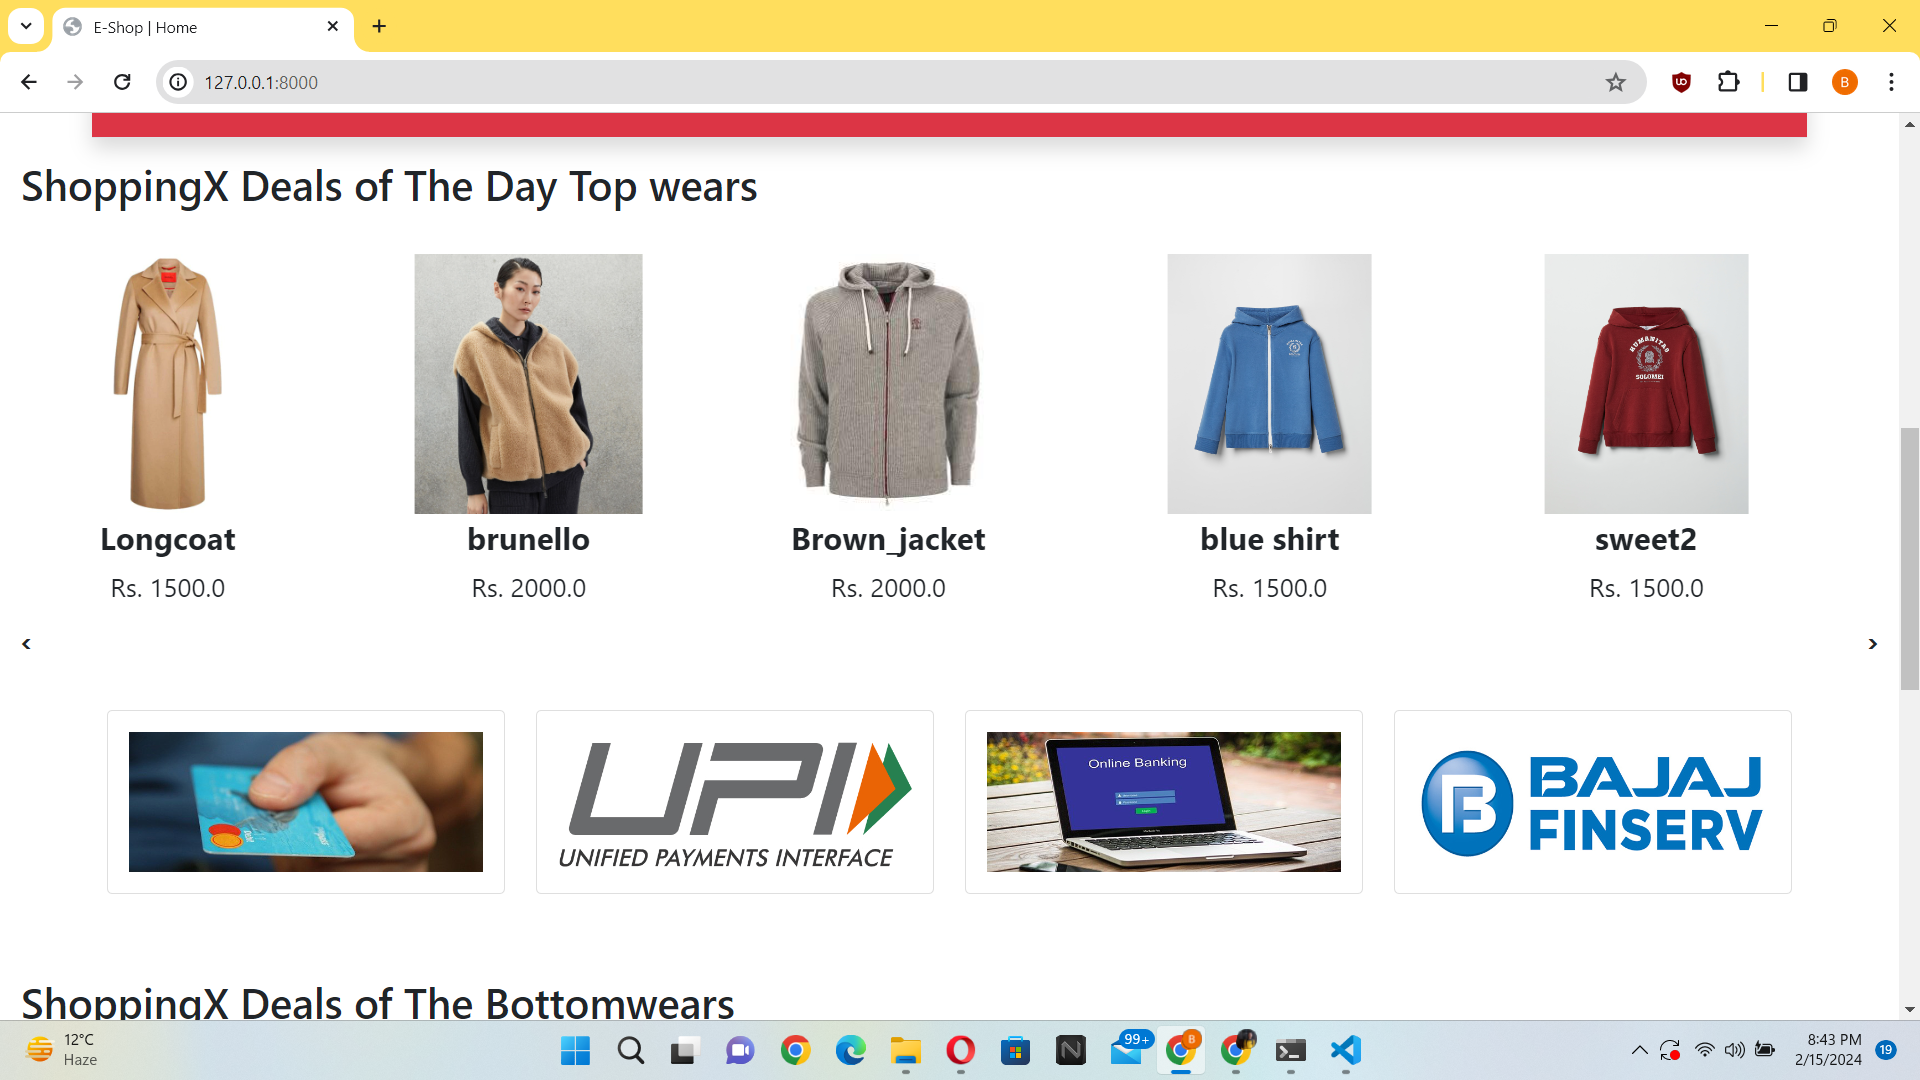 E-Shop | Home
127.0.0.1:8000
B
ShoppingX Deals of The Day Top wears
HUMANITAS
SOLOMEI
Longcoat
brunello
Brown_jacket
blue shirt
sweet2
Rs. 1500.0
Rs. 2000.0
Rs. 2000.0
Rs. 1500.0
Rs. 1500.0
Online Banking
UPI
UNIFIED PAYMENTS INTERFACE
BAJAJ
FINSERV
ShoppingX Deals of The Bottomwears
12°C
Haze
99+
B
8:43 PM
2/15/2024
19